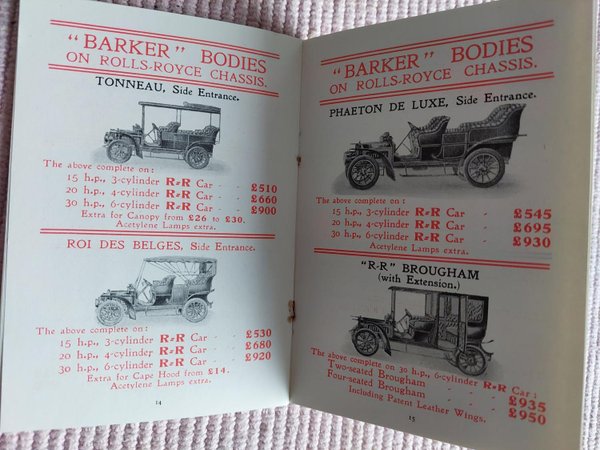 "BARKER" BODIES
ON ROLLS-ROYCE CHASSIS.
TONNEAU, Side Entrance.
The above complete on :
15 h.p., 3-cylinder R-R Car - - £510
20 h.p., 4-cylinder R-R Car - - £660
30 h.p., 6-cylinder R-R Car - - £900
Extra for Canopy from £26 to £30.
Acetylene Lamps extra.
ROI DES BELGES, Side Entrance.
The above complete on :
15 h.p., 3-cylinder R-R Car - - £530
20 h.p., 4-cylinder R-R Car - - £680
30 h.p., 6-cylinder R-R Car - - £920
Extra for Cape Hood from £14.
Acetylene Lamps extra.
14
"BARKER" BODIES
ON ROLLS-ROYCE CHASSIS.
PHAETON DE LUXE, Side Entrance.
The above complete on :
15 h.p., 3-cylinder R-R Car - - £545
20 h.p., 4-cylinder R-R Car - - £695
30 h.p., 6-cylinder R-R Car - - £930
Acetylene Lamps extra.
"R-R" BROUGHAM
(with Extension.)
The above complete on 30 h.p., 6-cylinder R-R Car :
Two-seated Brougham - - - £935
Four-seated Brougham - - - £950
Including Patent Leather Wings.
15